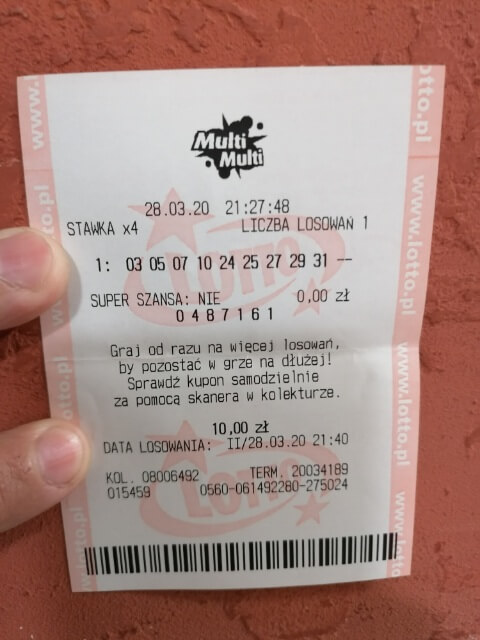 Multi
Multi
28.03.20 21:27:48
STAWKA x4 LICZBA LOSOWAŃ 1
1: 03 05 07 10 24 25 27 29 31 --
SUPER SZANSA: NIE 0,00 zł
0487161
Graj od razu na więcej losowań,
by pozostać w grze na dłużej!
Sprawdź kupon samodzielnie
za pomocą skanera w kolekturze.
10,00 zł
DATA LOSOWANIA: II/28.03.20 21:40
KOL. 08006492 TERM. 20034189
015459 0560-061492280-275024
www.lotto.pl
www.lotto.pl
LOTTO
LOTTO